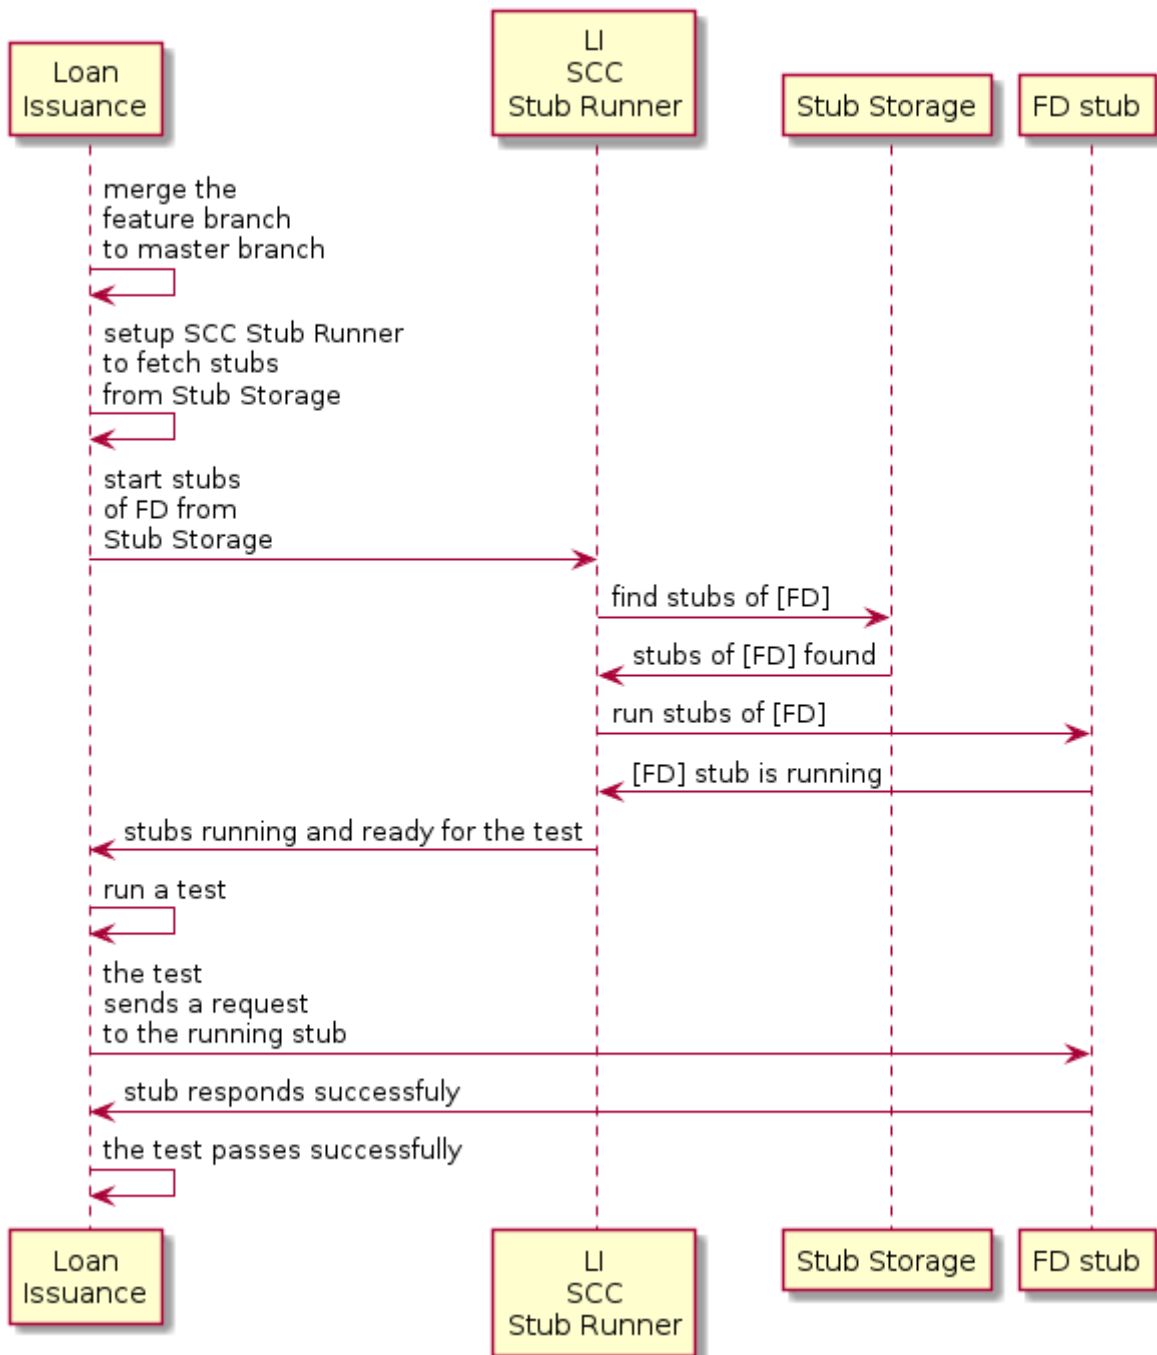 Loan
Issuance
LI
SCC
Stub Runner
Stub Storage
FD stub
merge the
feature branch
to master branch
setup SCC Stub Runner
to fetch stubs
from Stub Storage
start stubs
of FD from
Stub Storage
find stubs of [FD]
stubs of [FD] found
run stubs of [FD]
[FD] stub is running
stubs running and ready for the test
run a test
the test
sends a request
to the running stub
stub responds successfuly
the test passes successfully
Loan
Issuance
LI
SCC
Stub Runner
Stub Storage
FD stub